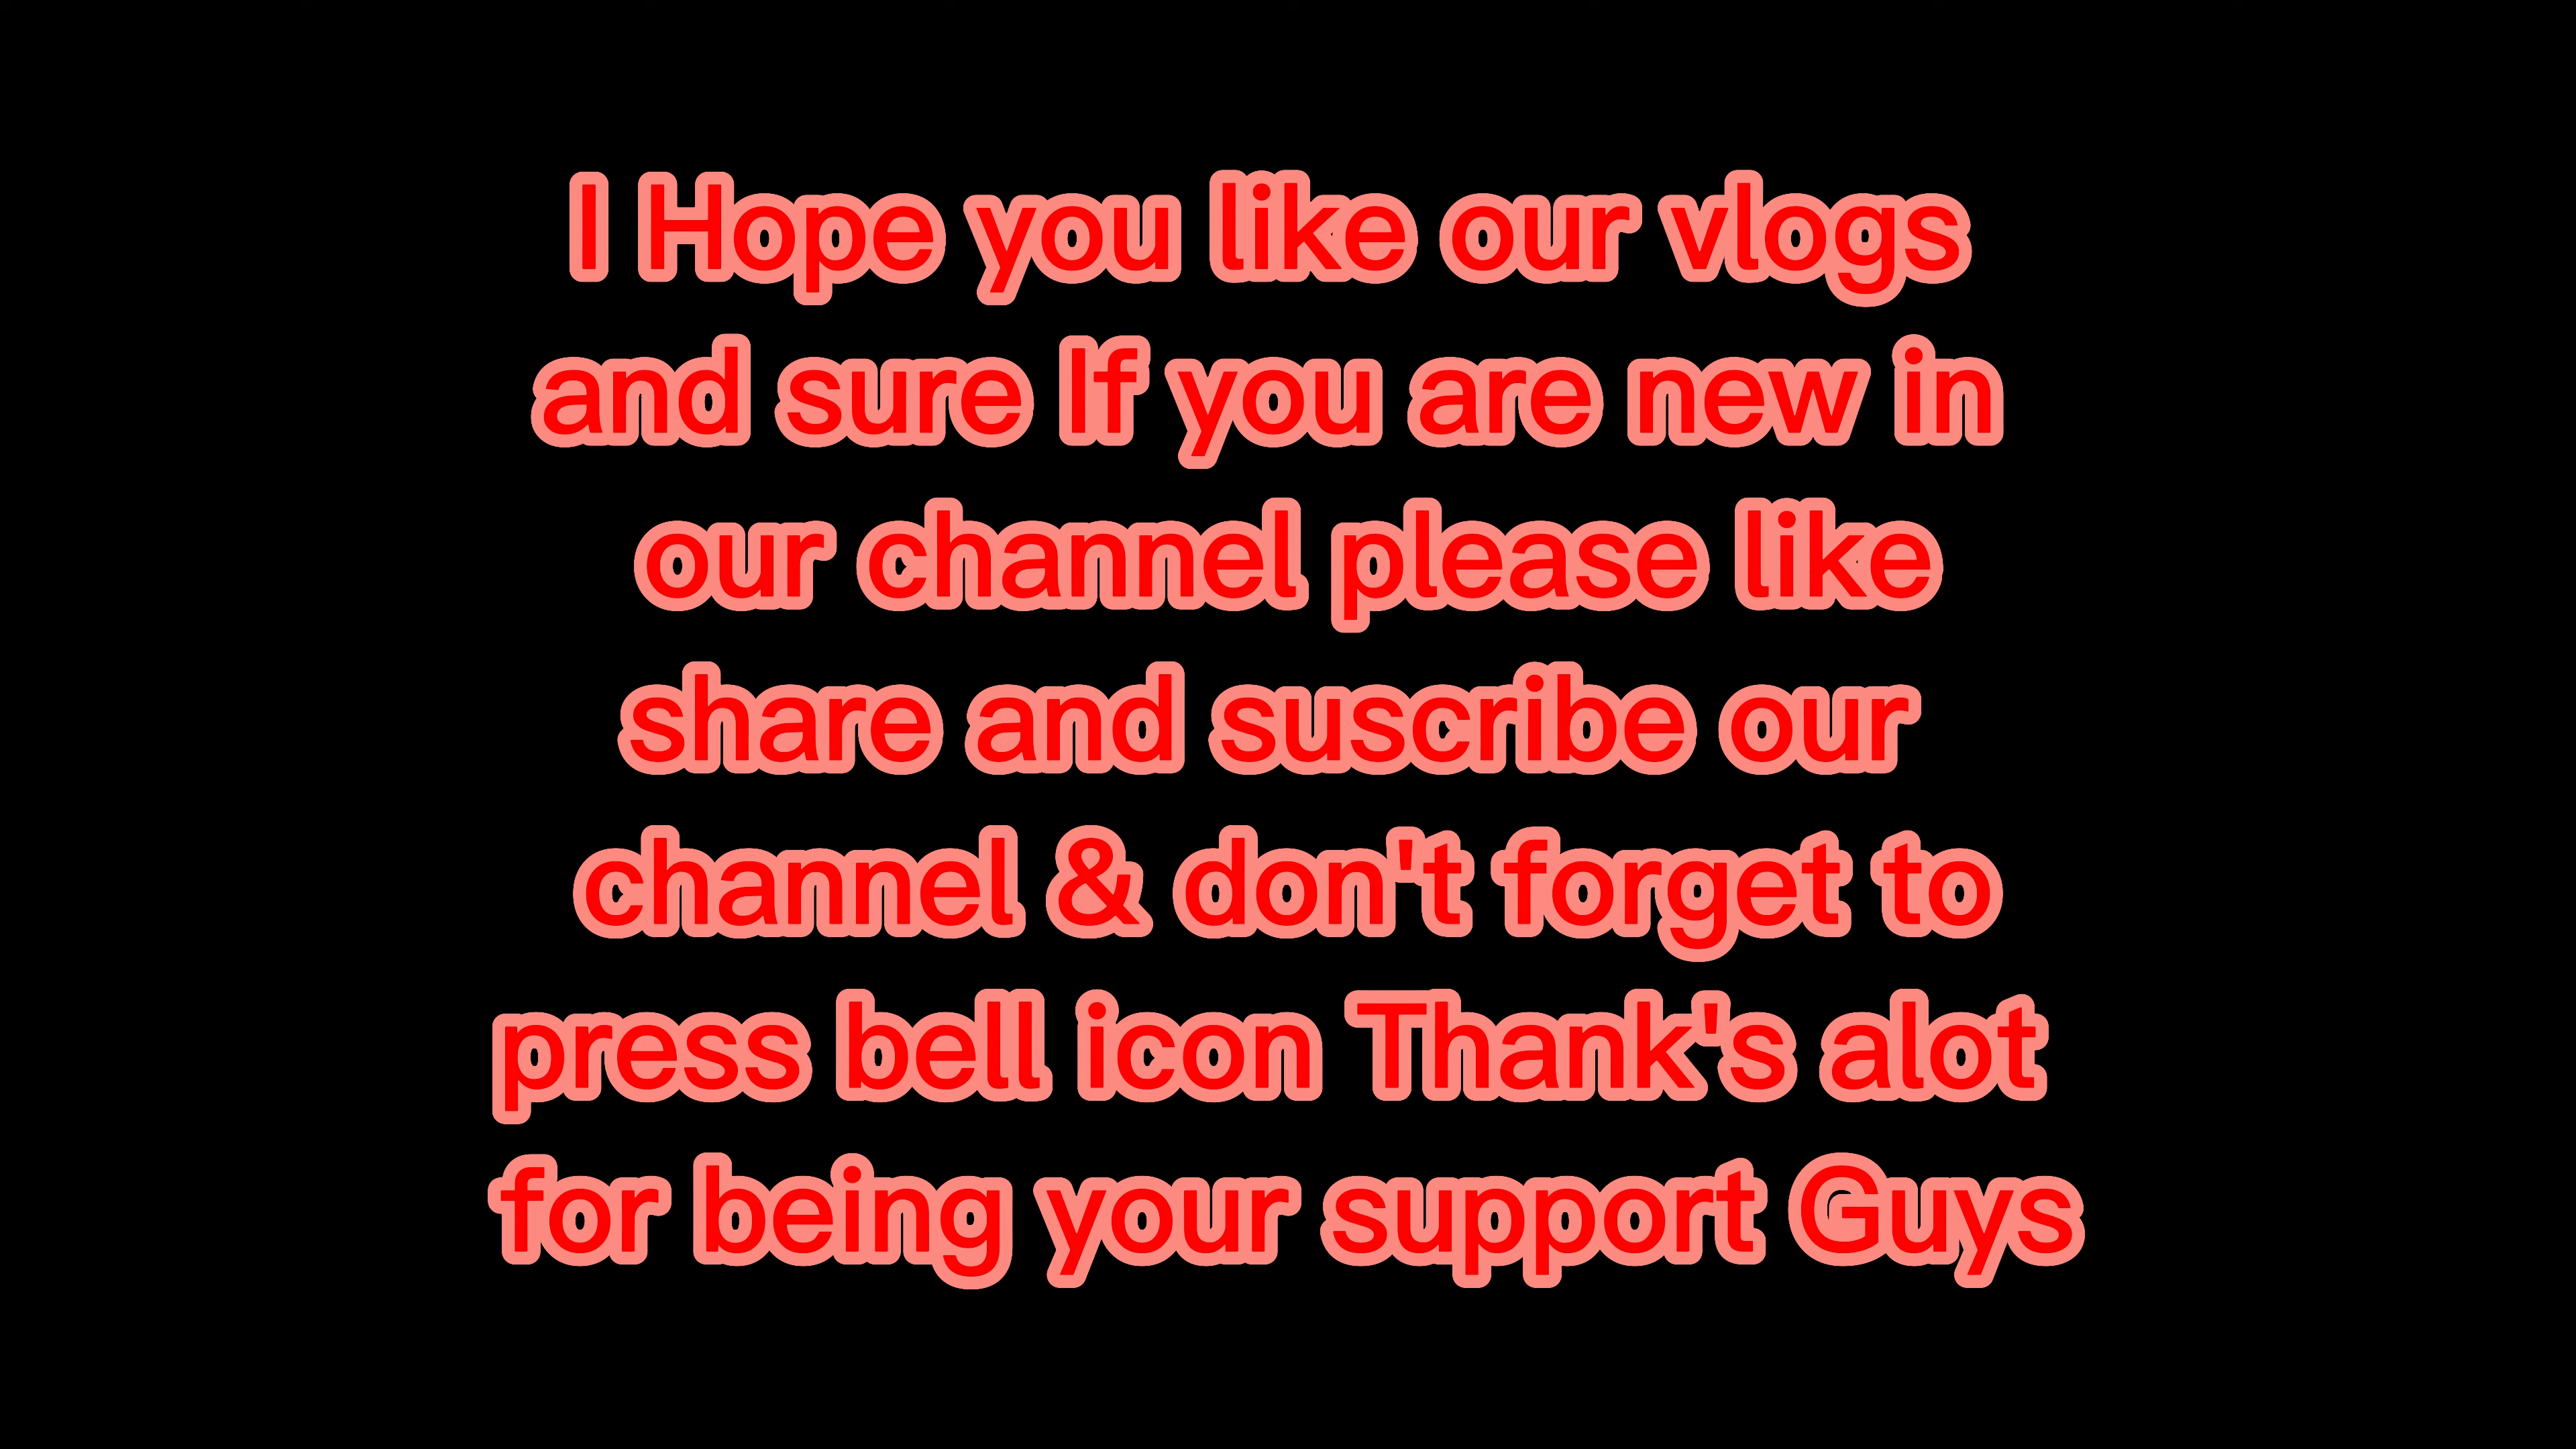 I Hope you like our vlogs
and sure If you are new in
our channel please like
share and suscribe our
channel & don't forget to
press bell icon Thank's alot
for being your support Guys